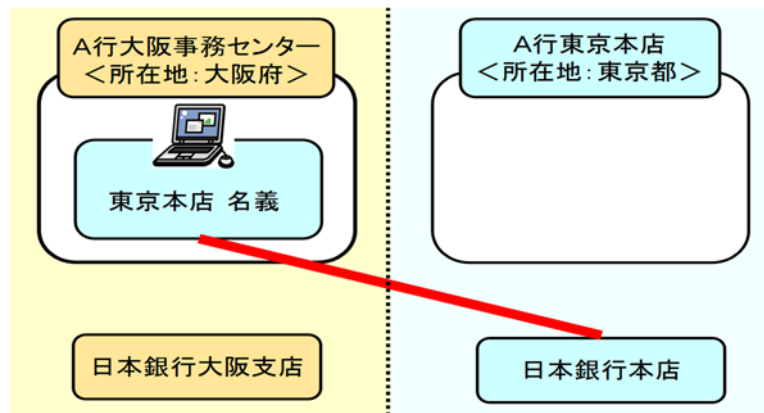 A行大阪事務センター
＜所在地：大阪府＞
東京本店 名義
日本銀行大阪支店
A行東京本店
＜所在地：東京都＞
日本銀行本店